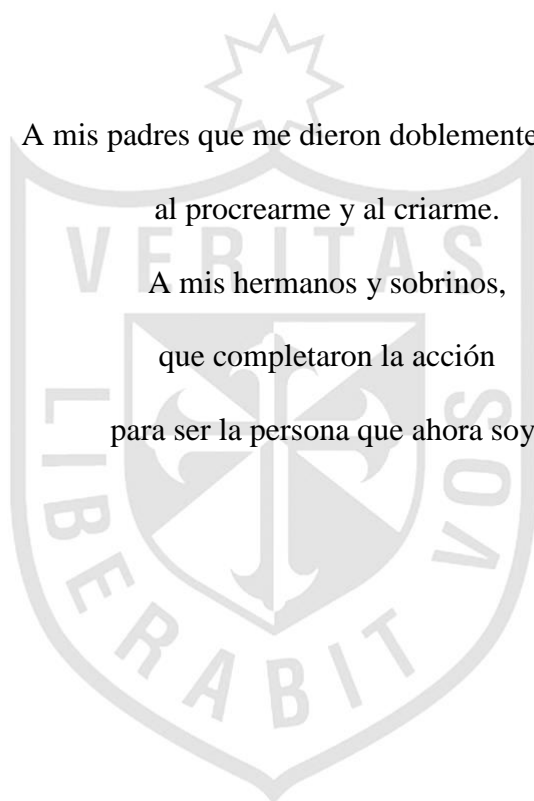 A mis padres que me dieron doblemente
al procrearme y al criarme.
A mis hermanos y sobrinos,
que completaron la acción
para ser la persona que ahora soy
VERITAS
LIBERABIT
VOS